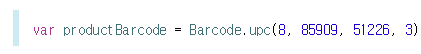 var productBarcode = Barcode.upc(8, 85909, 51226, 3)